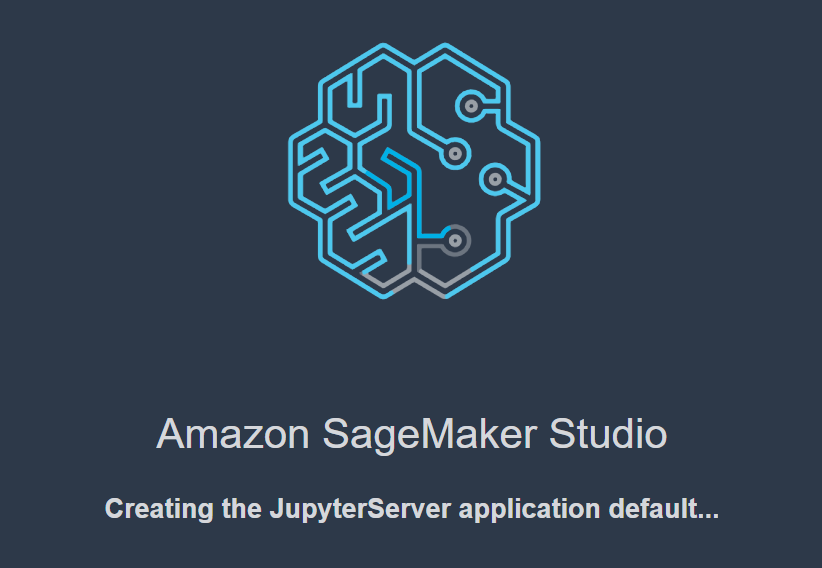 Amazon SageMaker Studio
Creating the JupyterServer application default...